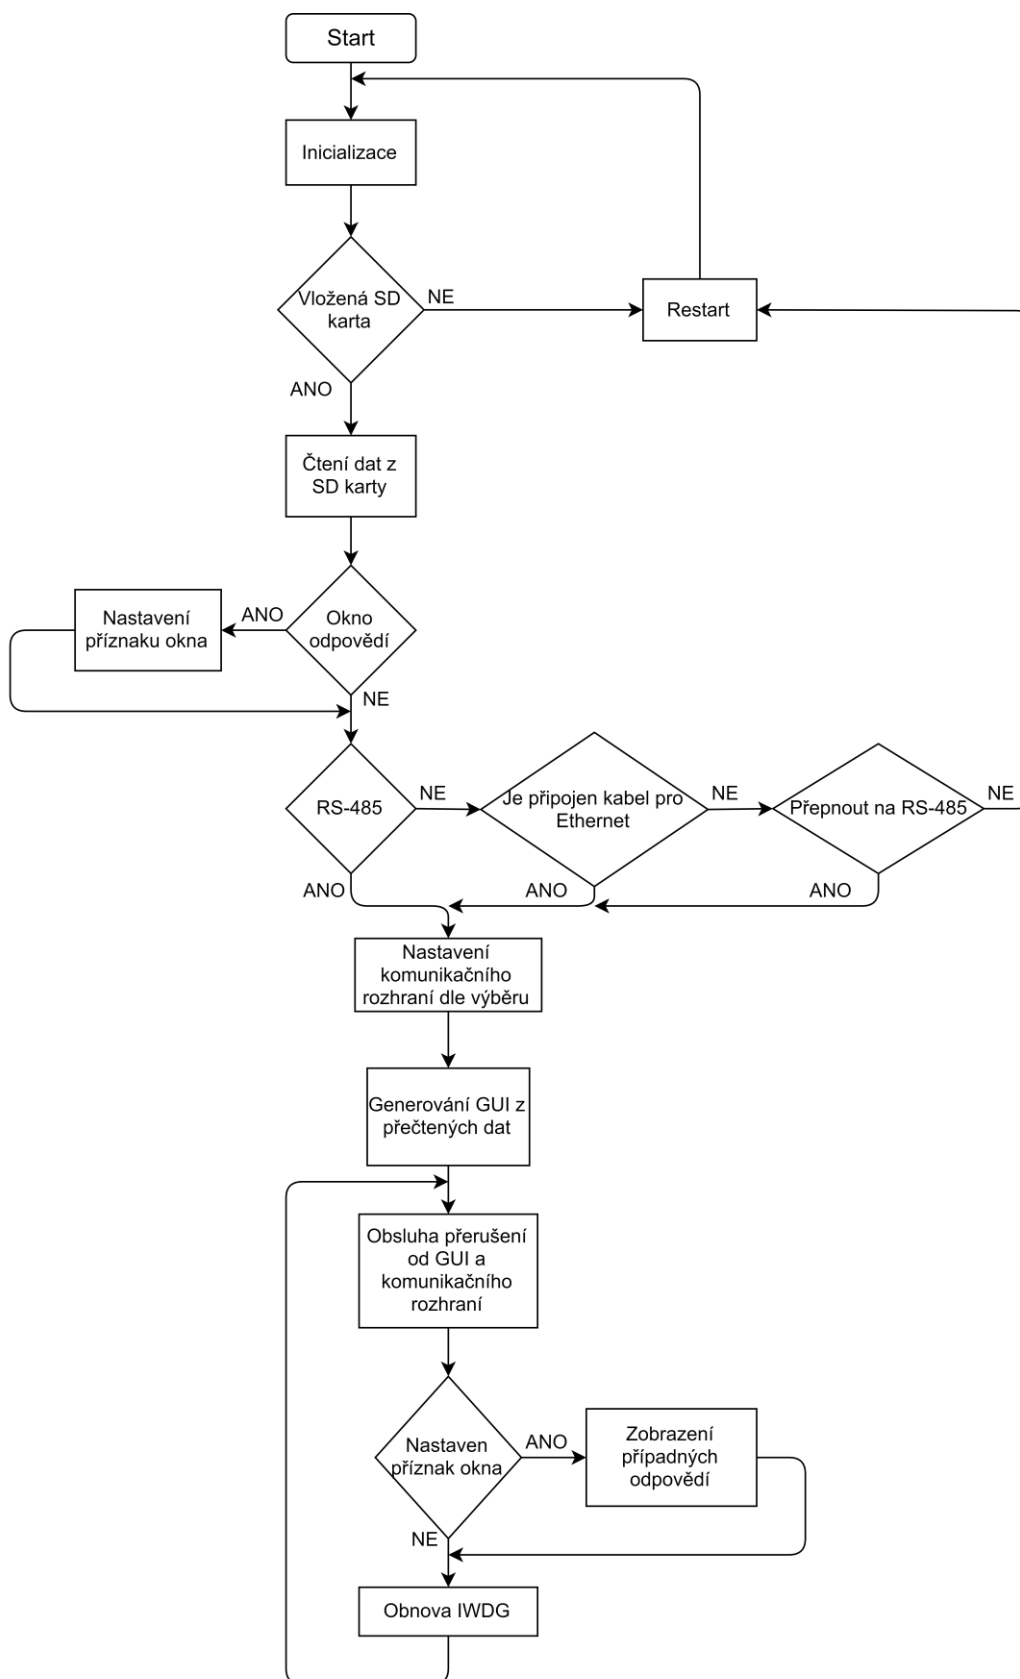 Start
Inicializace
Vložená SD
karta
NE
Restart
ANO
Čtení dat z
SD karty
Nastavení
příznaku okna
ANO
Okno
odpovědí
NE
RS-485
NE
Je připojen kabel pro
Ethernet
NE
Přepnout na RS-485
NE
ANO
ANO
ANO
Nastavení
komunikačního
rozhraní dle výběru
Generování GUI z
přečtených dat
Obsluha přerušení
od GUI a
komunikačního
rozhraní
Nastaven
příznak okna
ANO
Zobrazení
případných
odpovědí
NE
Obnova IWDG